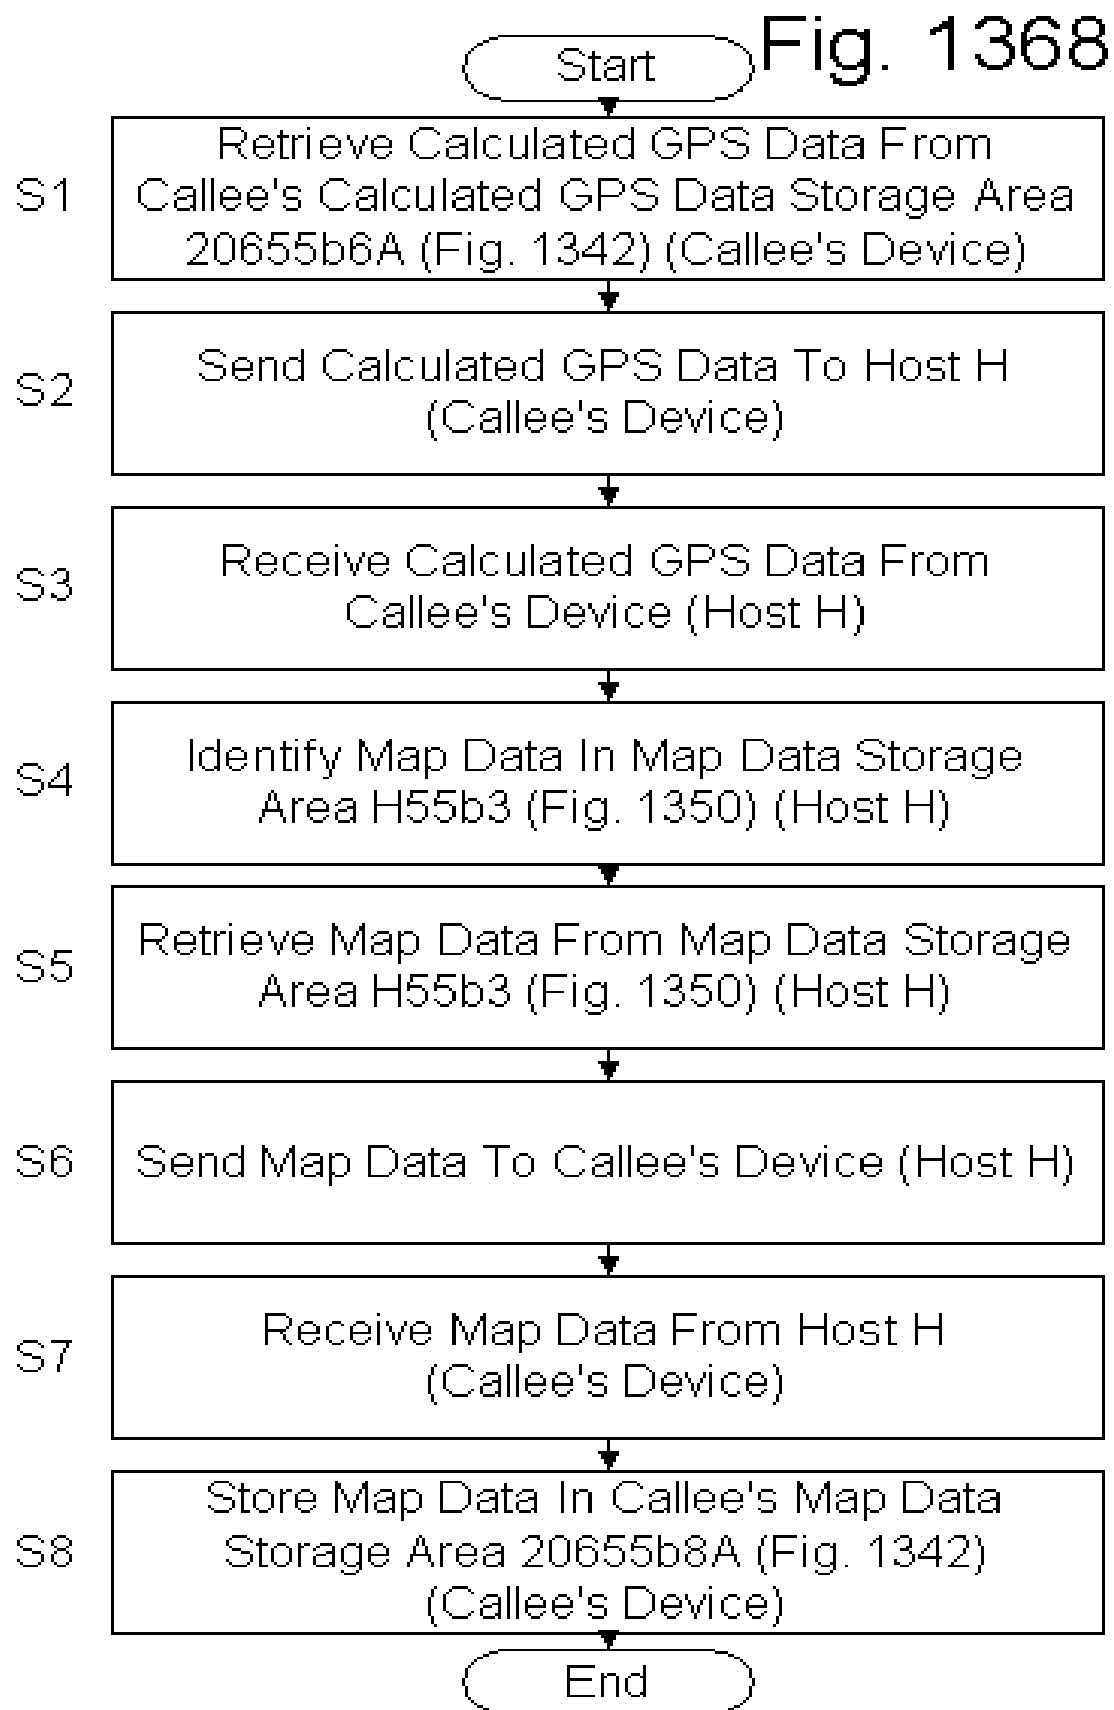 Fig. 1368
Start
S1
Retrieve Calculated GPS Data From
Callee's Calculated GPS Data Storage Area
20655b6A (Fig. 1342) (Callee's Device)
S2
Send Calculated GPS Data To Host H
(Callee's Device)
S3
Receive Calculated GPS Data From
Callee's Device (Host H)
S4
Identify Map Data In Map Data Storage
Area H55b3 (Fig. 1350) (Host H)
S5
Retrieve Map Data From Map Data Storage
Area H55b3 (Fig. 1350) (Host H)
S6
Send Map Data To Callee's Device (Host H)
S7
Receive Map Data From Host H
(Callee's Device)
S8
Store Map Data In Callee's Map Data
Storage Area 20655b8A (Fig. 1342)
(Callee's Device)
End